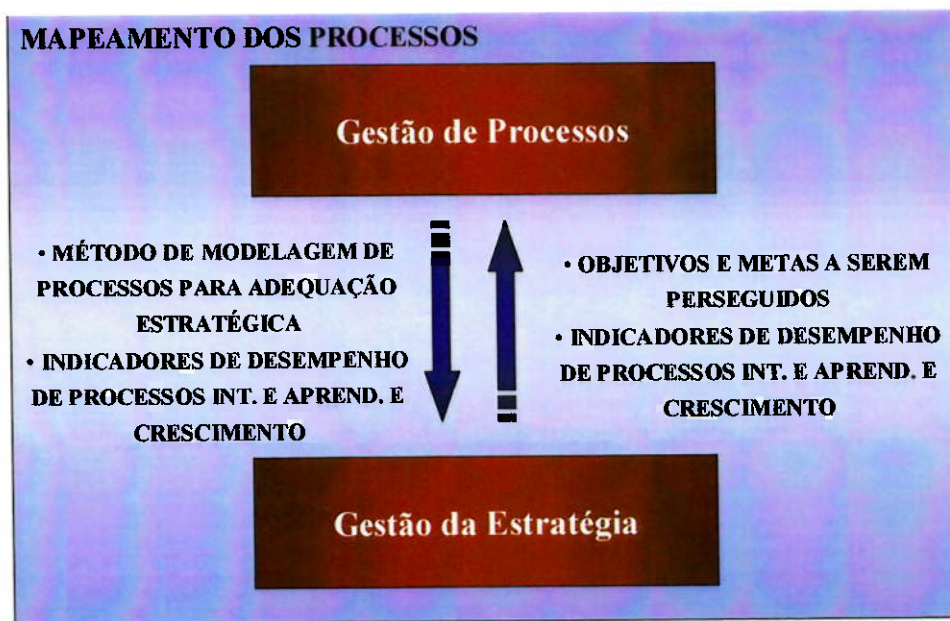 MAPEAMENTO DOS PROCESSOS
Gestão de Processos
• MÉTODO DE MODELAGEM DE
PROCESSOS PARA ADEQUAÇÃO
ESTRATÉGICA
• INDICADORES DE DESEMPENHO
DE PROCESSOS INT. E APREND. E
CRESCIMENTO
• OBJETIVOS E METAS A SEREM
PERSEGUIDOS
• INDICADORES DE DESEMPENHO
DE PROCESSOS INT. E APREND. E
CRESCIMENTO
Gestão da Estratégia